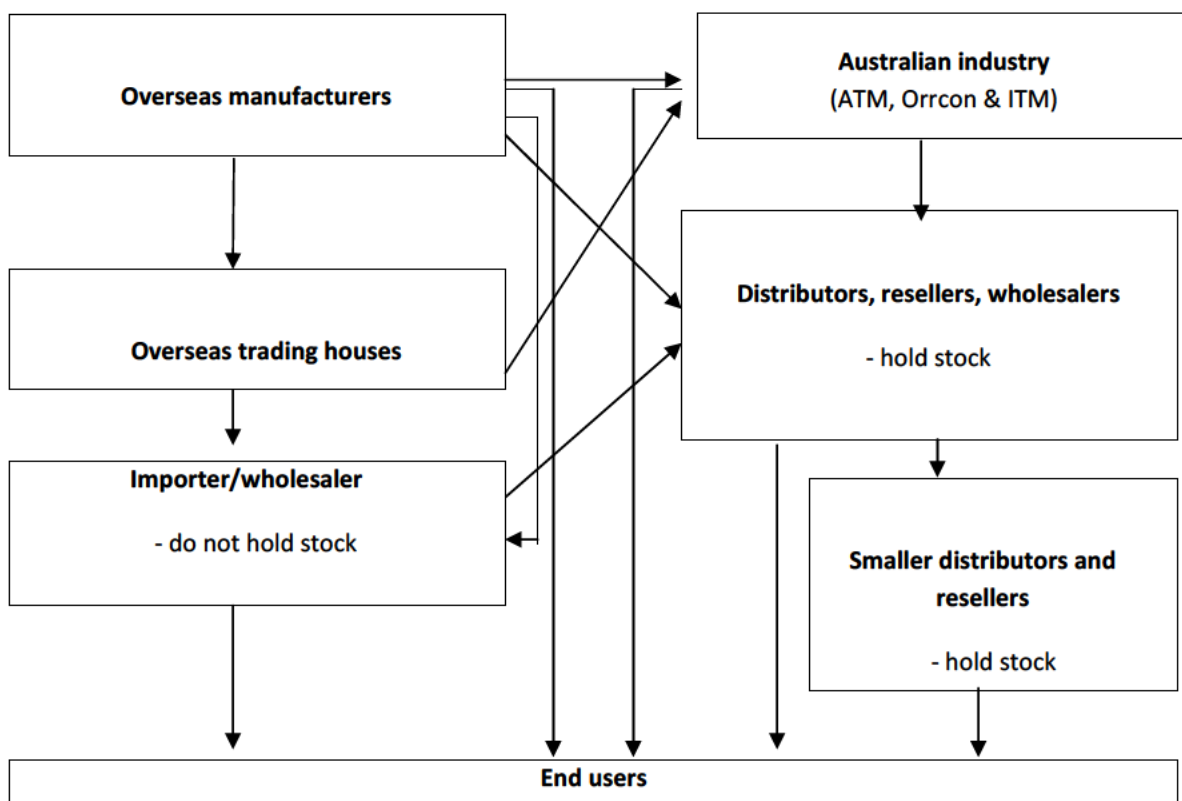 Overseas manufacturers
Australian industry
(ATM, Orrcon & ITM)
Overseas trading houses
Distributors, resellers, wholesalers
- hold stock
Importer/wholesaler
- do not hold stock
Smaller distributors and
resellers
- hold stock
End users